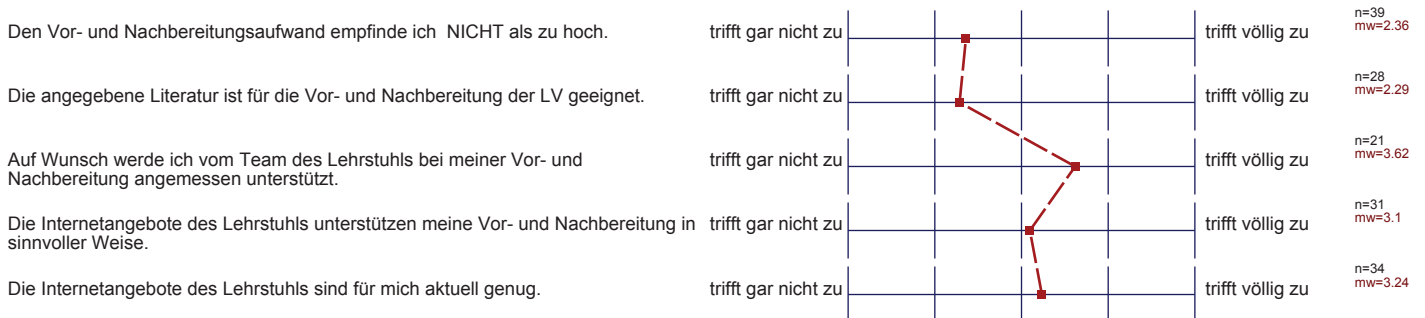 Den Vor- und Nachbereitungsaufwand empfinde ich NICHT als zu hoch. trifft gar nicht zu trifft völlig zu n=39
mw=2.36
Die angegebene Literatur ist für die Vor- und Nachbereitung der LV geeignet. trifft gar nicht zu trifft völlig zu n=28
mw=2.29
Auf Wunsch werde ich vom Team des Lehrstuhls bei meiner Vor- und trifft gar nicht zu trifft völlig zu n=21
Nachbereitung angemessen unterstützt. mw=3.62
Die Internetangebote des Lehrstuhls unterstützen meine Vor- und Nachbereitung in trifft gar nicht zu trifft völlig zu n=31
sinnvoller Weise. mw=3.1
Die Internetangebote des Lehrstuhls sind für mich aktuell genug. trifft gar nicht zu trifft völlig zu n=34
mw=3.24